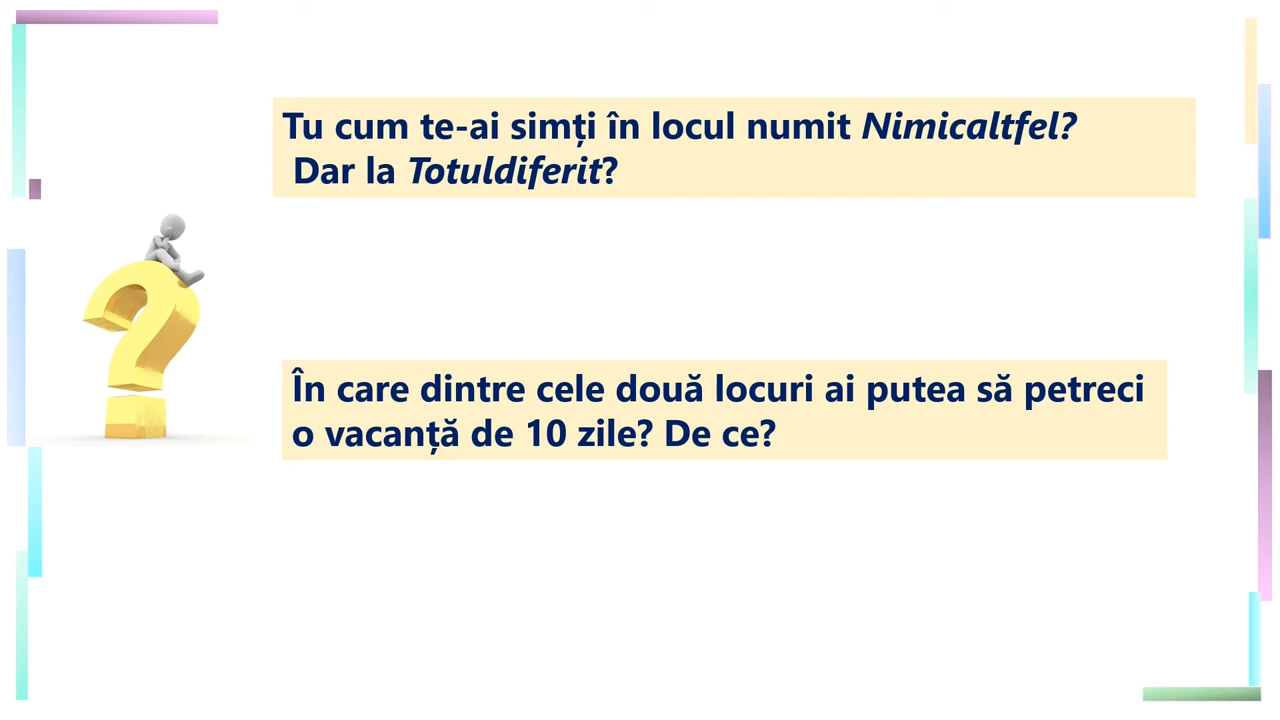 Tu cum te-ai simți în locul numit Nimicaltfel?
Dar la Totuldiferit?
În care dintre cele două locuri ai putea să petreci
o vacanță de 10 zile? De ce?